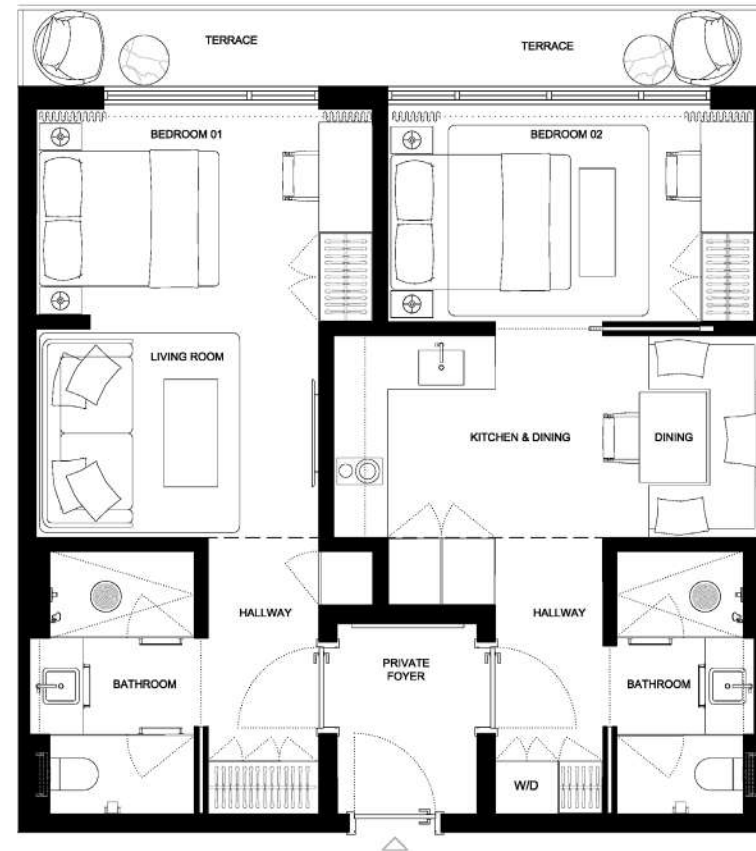 TERRACE
TERRACE
BEDROOM 01
BEDROOM 02
LIVING ROOM
KITCHEN & DINING
DINING
HALLWAY
HALLWAY
PRIVATE
FOYER
BATHROOM
BATHROOM
W/D